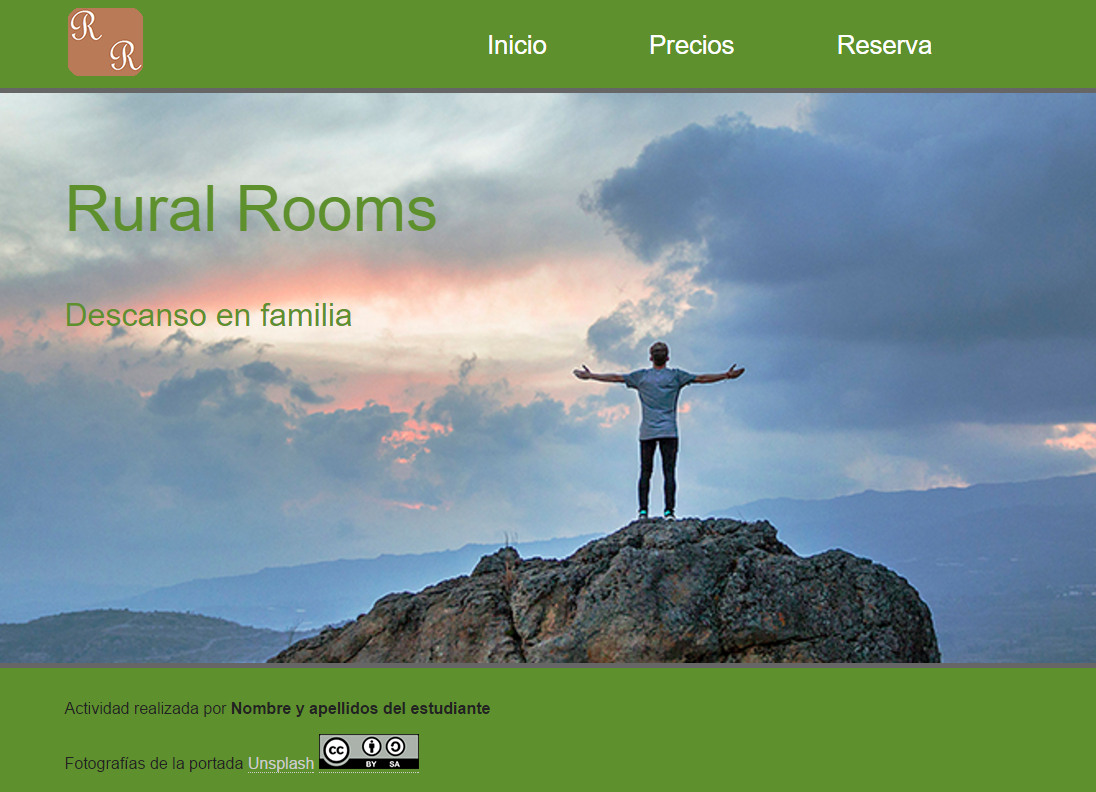 R
R
Inicio Precios Reserva
Rural Rooms
Descanso en familia
Actividad realizada por Nombre y apellidos del estudiante
Fotografías de la portada Unsplash
cc BY SA